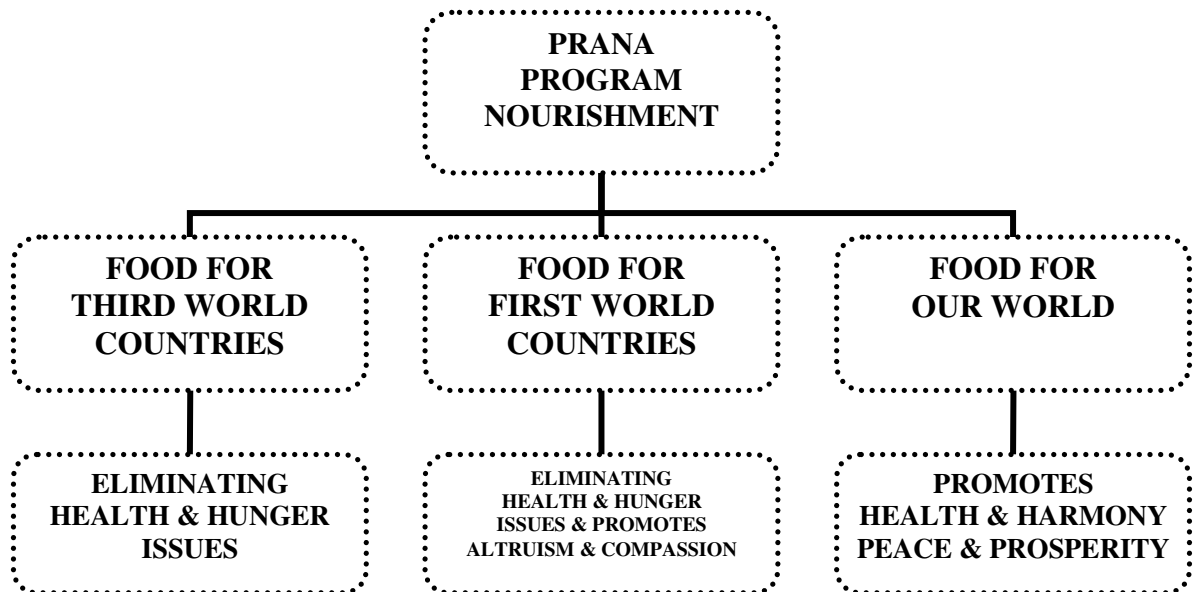 PRANA
PROGRAM
NOURISHMENT
FOOD FOR
THIRD WORLD
COUNTRIES
FOOD FOR
FIRST WORLD
COUNTRIES
FOOD FOR
OUR WORLD
ELIMINATING
HEALTH & HUNGER
ISSUES
ELIMINATING
HEALTH & HUNGER
ISSUES & PROMOTES
ALTRUISM & COMPASSION
PROMOTES
HEALTH & HARMONY
PEACE & PROSPERITY